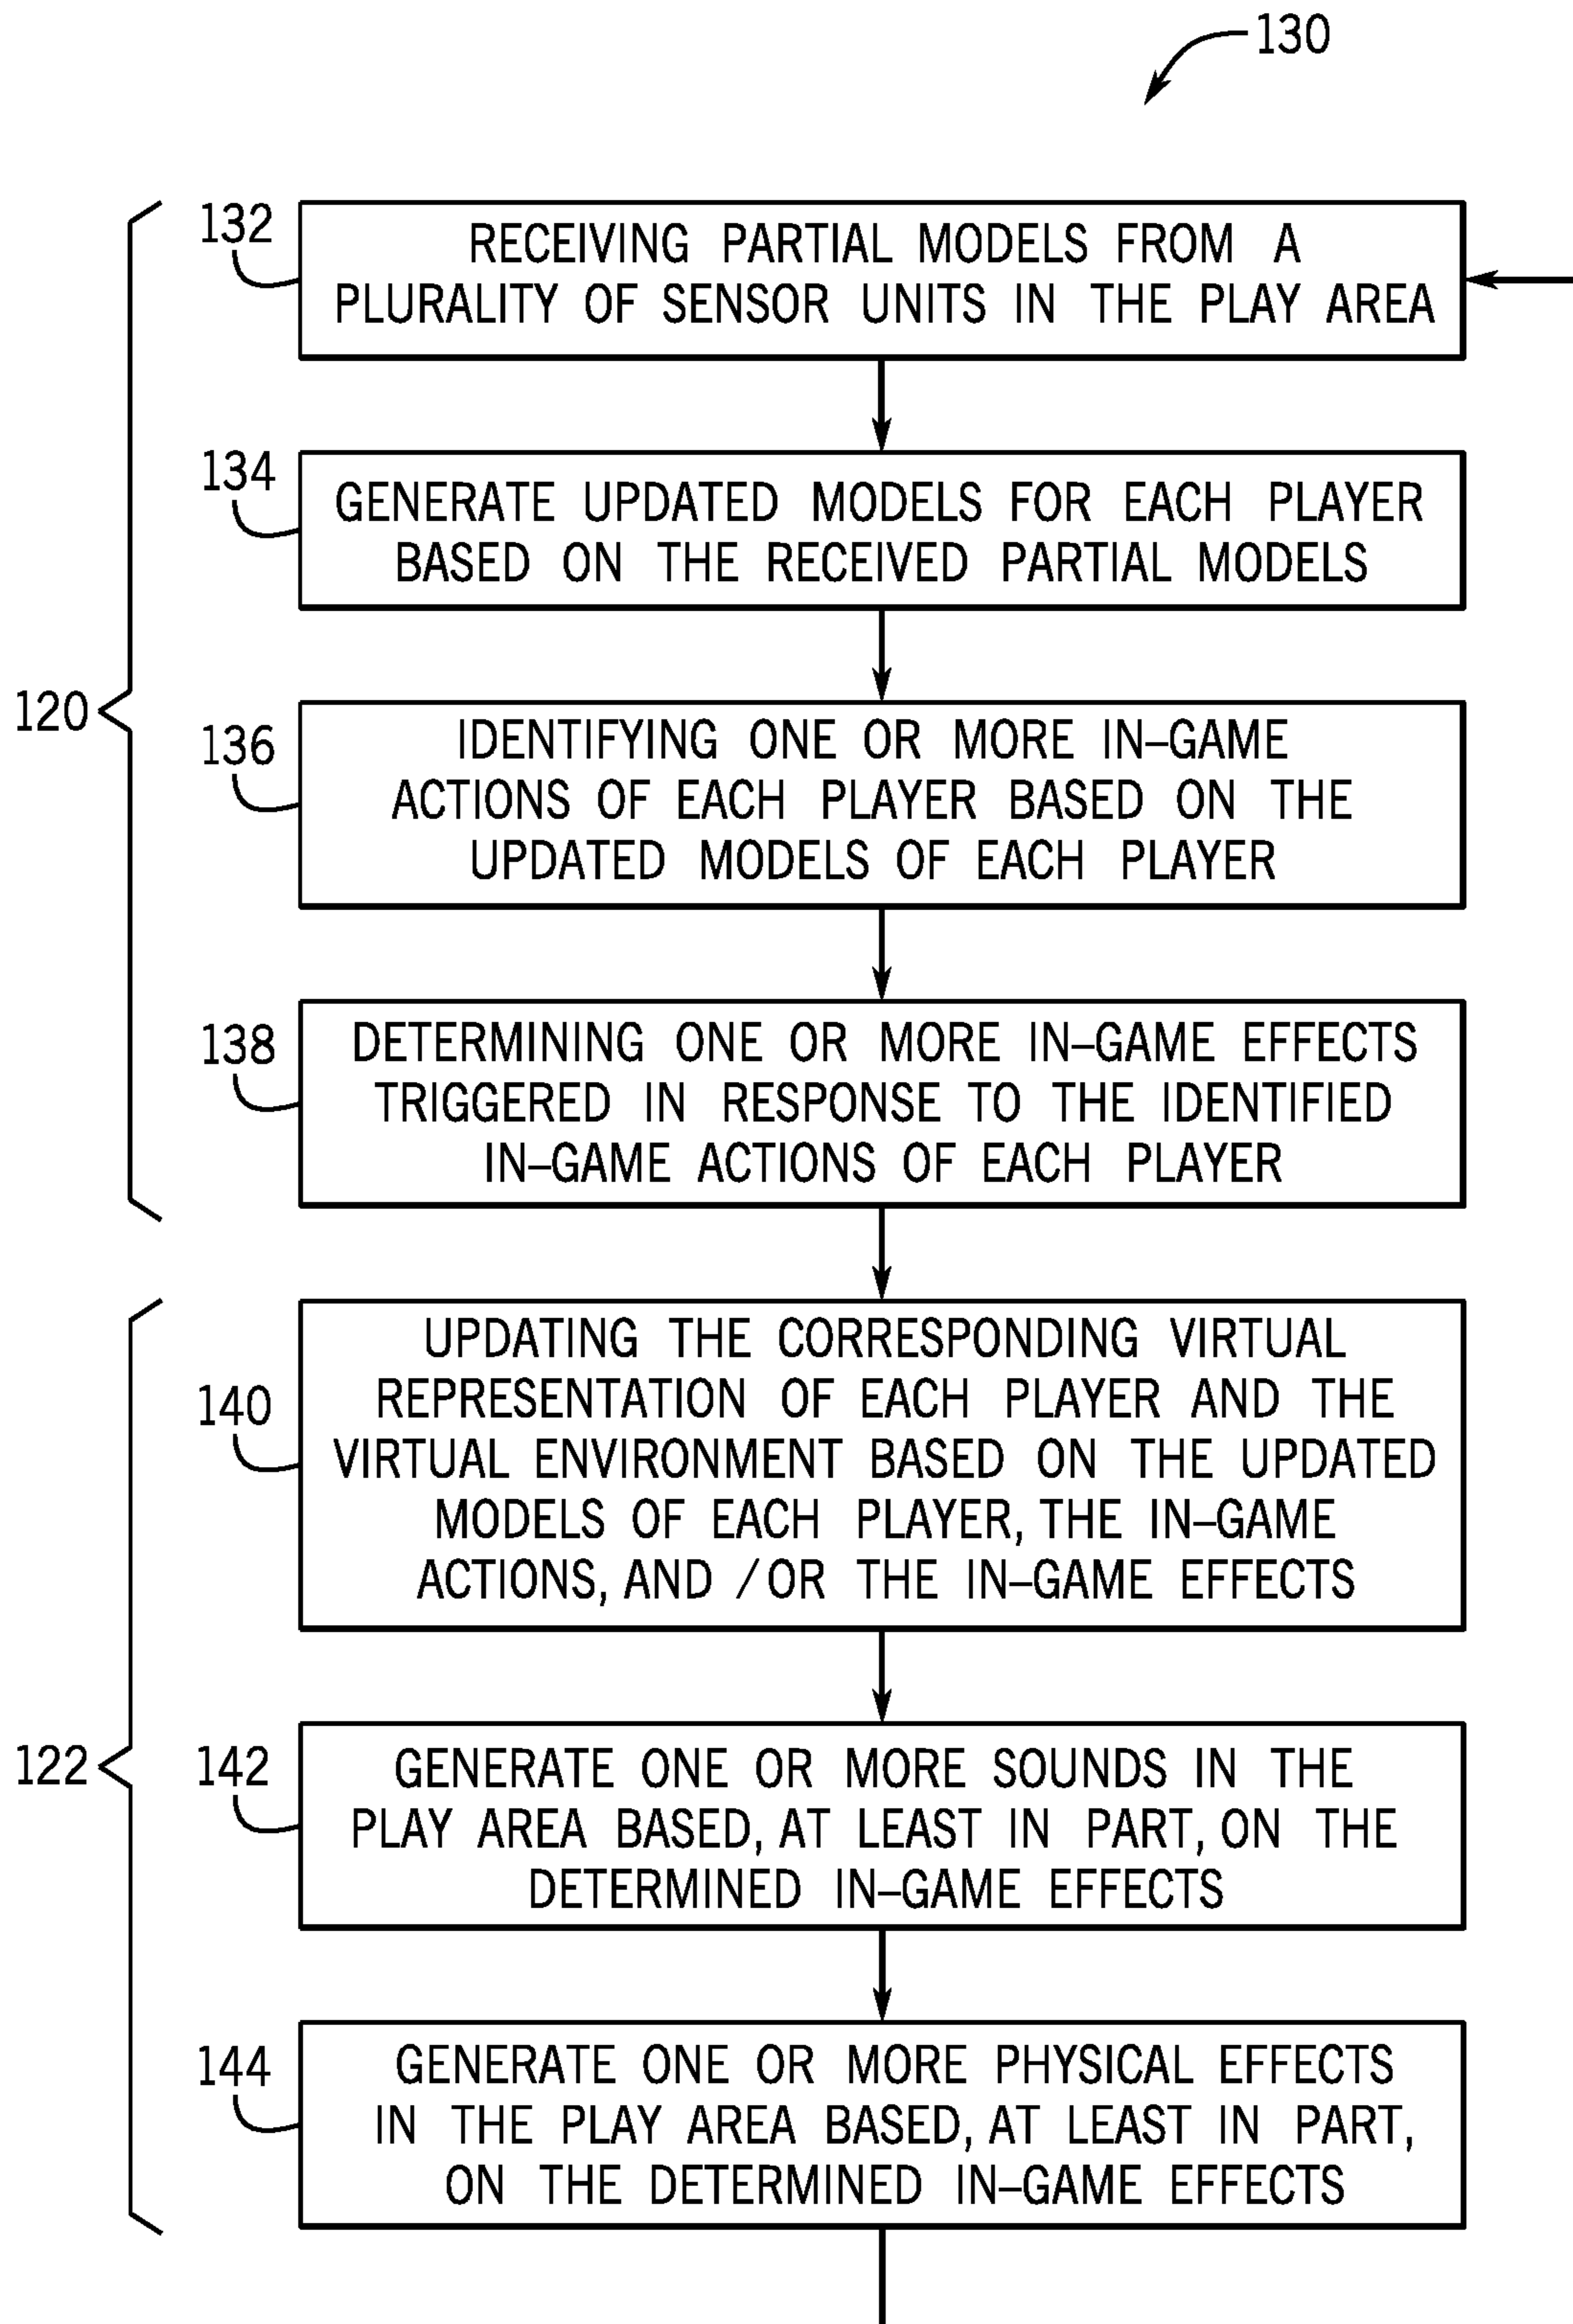 130
132
RECEIVING PARTIAL MODELS FROM A
PLURALITY OF SENSOR UNITS IN THE PLAY AREA
134
GENERATE UPDATED MODELS FOR EACH PLAYER
BASED ON THE RECEIVED PARTIAL MODELS
120
136
IDENTIFYING ONE OR MORE IN–GAME
ACTIONS OF EACH PLAYER BASED ON THE
UPDATED MODELS OF EACH PLAYER
138
DETERMINING ONE OR MORE IN–GAME EFFECTS
TRIGGERED IN RESPONSE TO THE IDENTIFIED
IN–GAME ACTIONS OF EACH PLAYER
140
UPDATING THE CORRESPONDING VIRTUAL
REPRESENTATION OF EACH PLAYER AND THE
VIRTUAL ENVIRONMENT BASED ON THE UPDATED
MODELS OF EACH PLAYER, THE IN–GAME
ACTIONS, AND /OR THE IN–GAME EFFECTS
122
142
GENERATE ONE OR MORE SOUNDS IN THE
PLAY AREA BASED, AT LEAST IN PART, ON THE
DETERMINED IN–GAME EFFECTS
144
GENERATE ONE OR MORE PHYSICAL EFFECTS
IN THE PLAY AREA BASED, AT LEAST IN PART,
ON THE DETERMINED IN–GAME EFFECTS